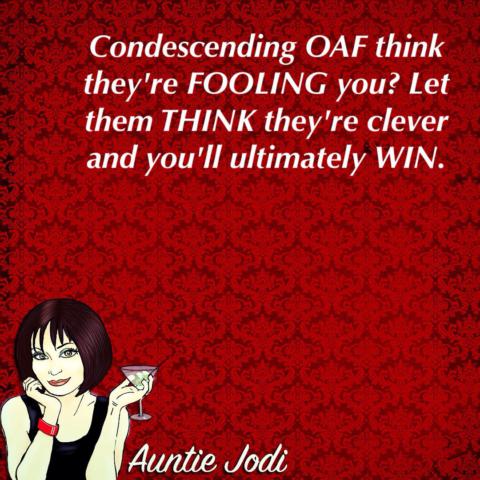 Condescending OAF think
they're FOOLING you? Let
them THINK they're clever
and you'll ultimately WIN.
Auntie Jodi